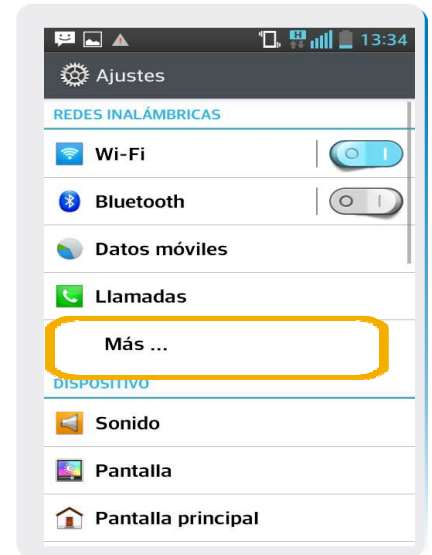 H 13:34
Ajustes
REDES INALÁMBRICAS
Wi-Fi
Bluetooth
Datos móviles
Llamadas
Más ...
DISPOSITIVO
Sonido
Pantalla
Pantalla principal